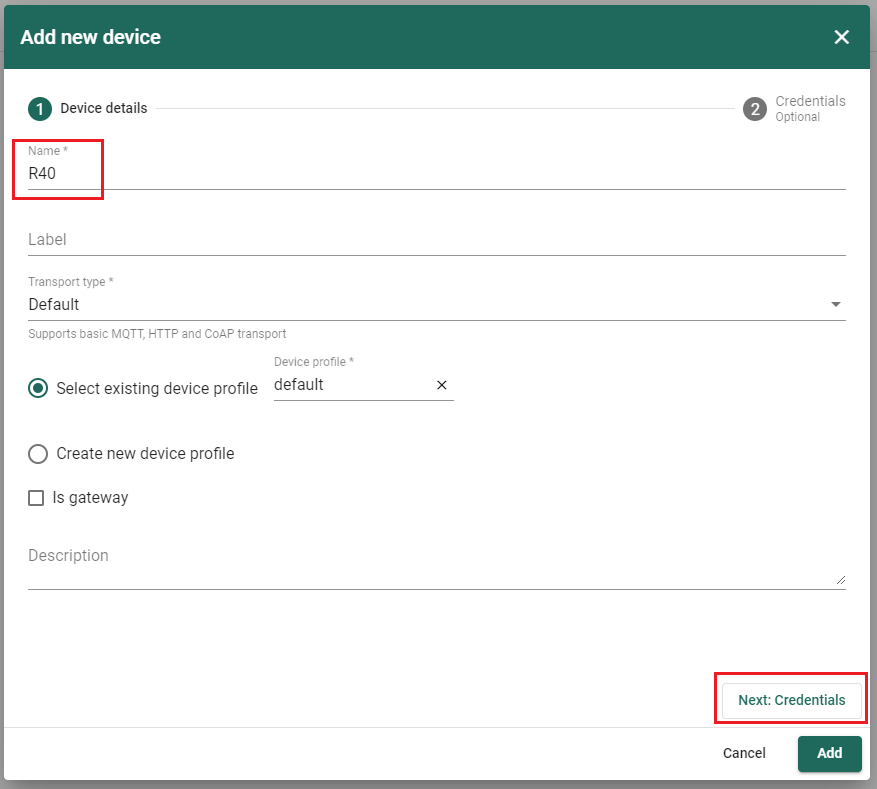 Add new device
1 Device details
2 Credentials
Optional
Name *
R40
Label
Transport type *
Default
Supports basic MQTT, HTTP and CoAP transport
Device profile *
Select existing device profile default
Create new device profile
Is gateway
Description
Next: Credentials
Cancel Add